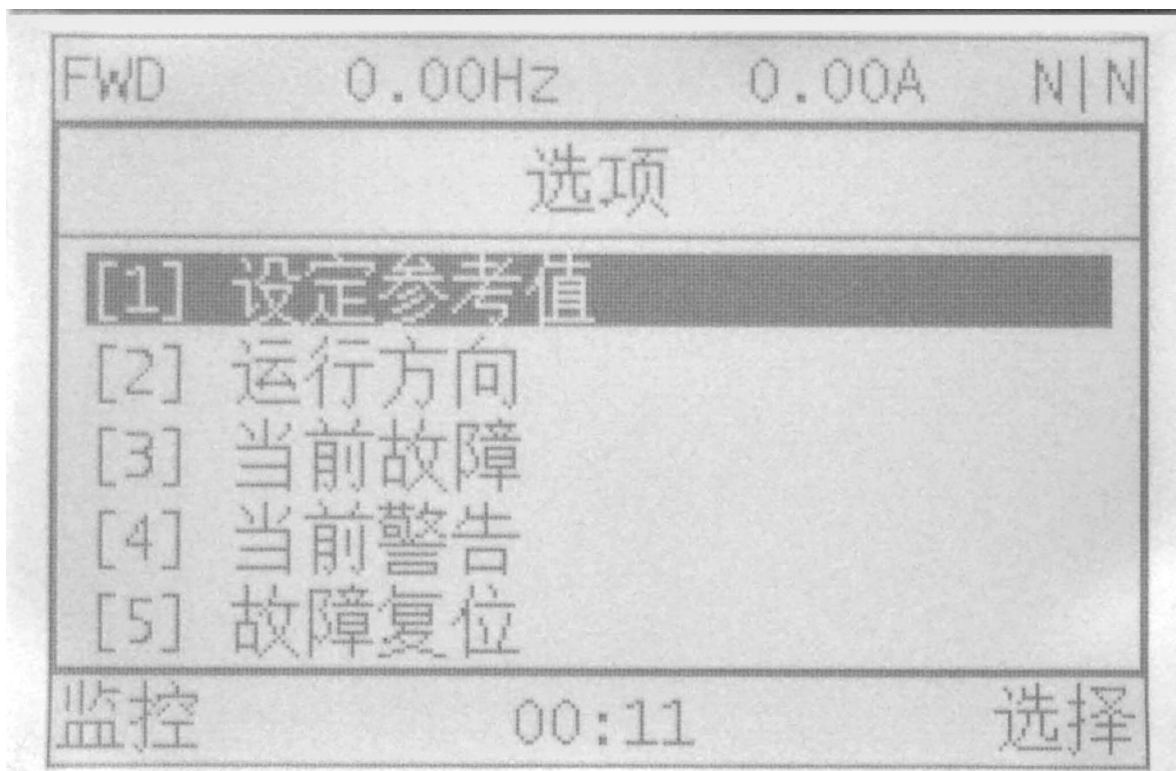 FWD 0.00Hz 0.00A N|N
选项
[1] 设定参考值
[2] 运行方向
[3] 当前故障
[4] 当前警告
[5] 故障复位
监控 00:11 选择